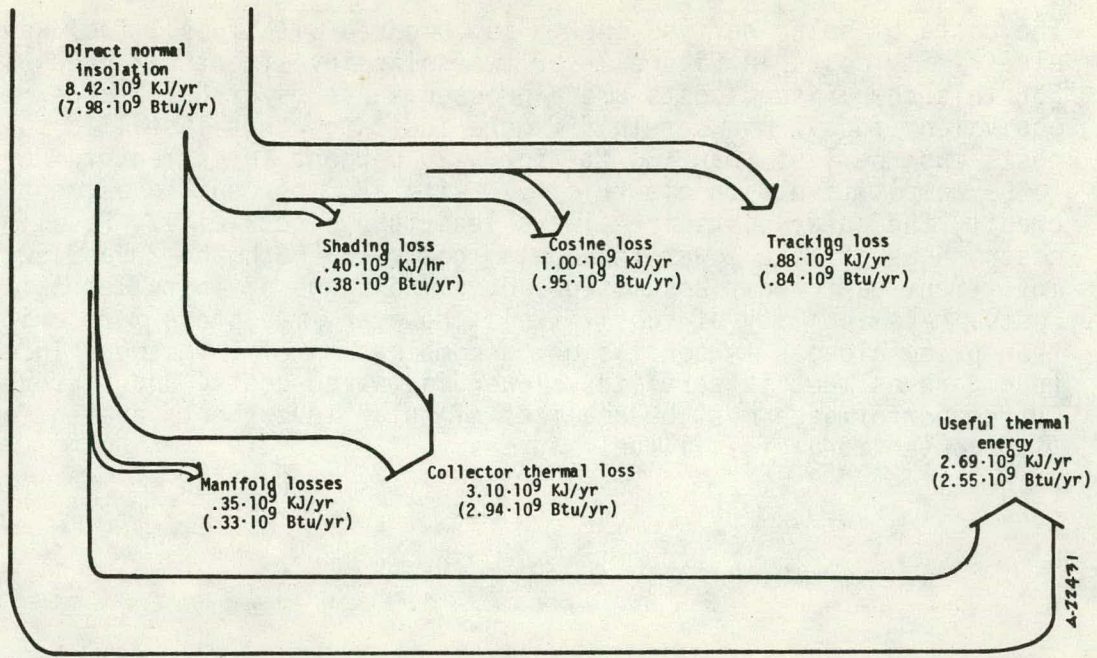 Direct normal
insolation
8.42·10⁹ KJ/yr
(7.98·10⁹ Btu/yr)
Shading loss
.40·10⁹ KJ/hr
(.38·10⁹ Btu/yr)
Cosine loss
1.00·10⁹ KJ/yr
(.95·10⁹ Btu/yr)
Tracking loss
.88·10⁹ KJ/yr
(.84·10⁹ Btu/yr)
Manifold losses
.35·10⁹ KJ/yr
(.33·10⁹ Btu/yr)
Collector thermal loss
3.10·10⁹ KJ/yr
(2.94·10⁹ Btu/yr)
Useful thermal
energy
2.69·10⁹ KJ/yr
(2.55·10⁹ Btu/yr)
A-22431